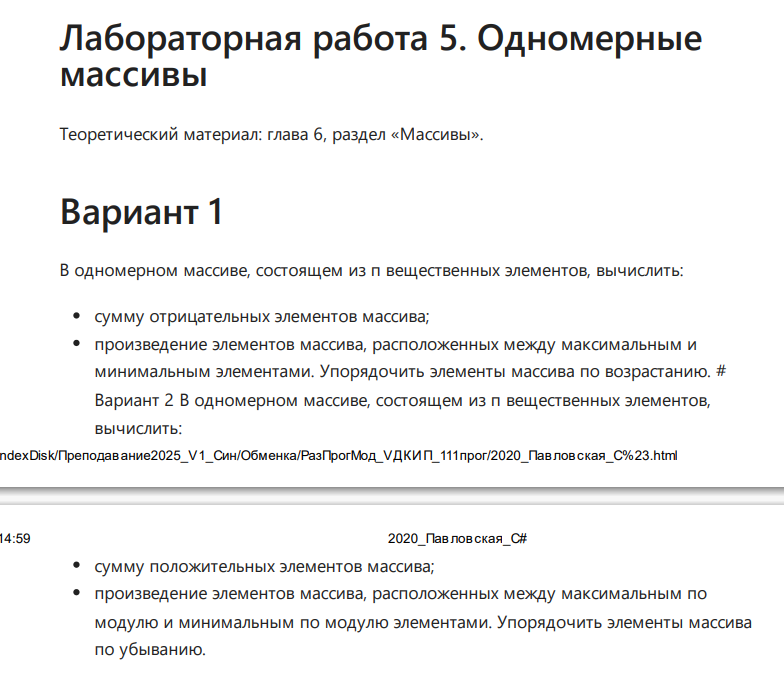 Лабораторная работа 5. Одномерные
массивы
Теоретический материал: глава 6, раздел «Массивы».
Вариант 1
В одномерном массиве, состоящем из п вещественных элементов, вычислить:
• сумму отрицательных элементов массива;
• произведение элементов массива, расположенных между максимальным и
минимальным элементами. Упорядочить элементы массива по возрастанию. #
Вариант 2 В одномерном массиве, состоящем из п вещественных элементов,
вычислить:
ndexDisk/Преподавание2025_V1_Син/Обменка/РазПрогМод_VДКИП_111прог/2020_Павловская_C%23.html
14:59
2020_Павловская_C#
• сумму положительных элементов массива;
• произведение элементов массива, расположенных между максимальным по
модулю и минимальным по модулю элементами. Упорядочить элементы массива
по убыванию.